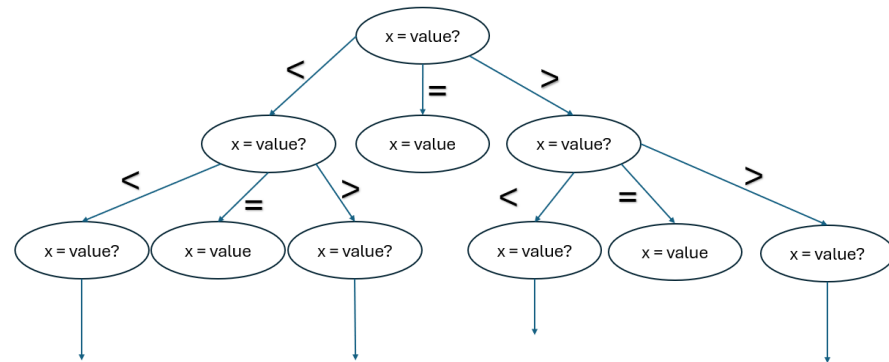 x = value?
< = >
x = value? x = value x = value?
< = > < = >
x = value? x = value x = value? x = value? x = value x = value?